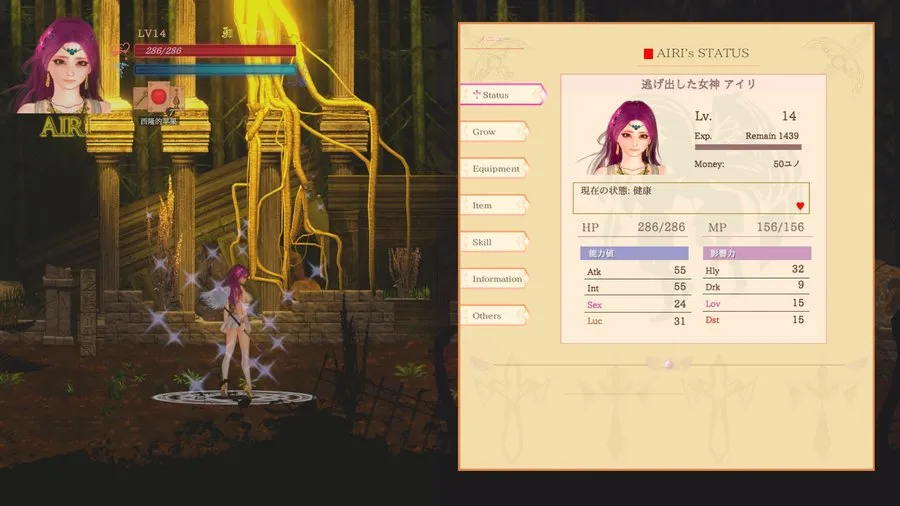 LV14
286/286
AIRI
7
西隆的苹果
メニュー
AIRI's STATUS
Status
Grow
Equipment
Item
Skill
Information
Others
逃げ出した女神 アイリ
Lv. 14
Exp. Remain 1439
Money: 50ユノ
現在の状態: 健康
HP 286/286 MP 156/156
能力値 影響力
Atk 55 Hly 32
Int 55 Drk 9
Sex 24 Lov 15
Luc 31 Dst 15